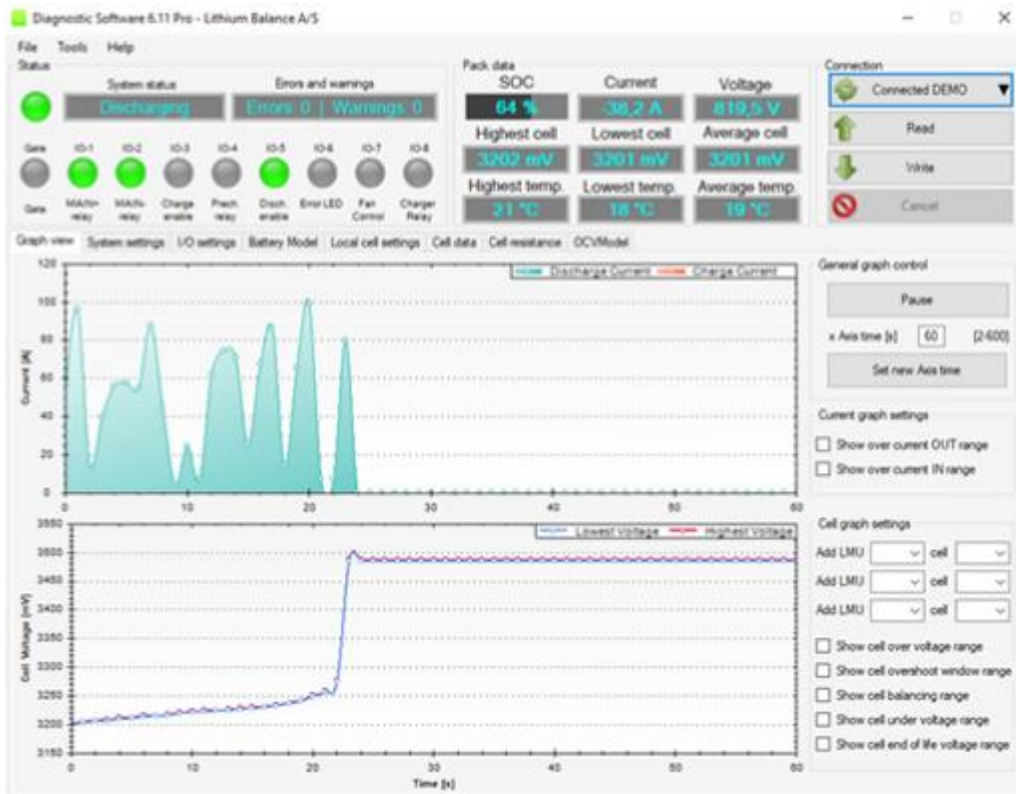 Diagnostic Software 6.11 Pro - Lithium Balance A/S
File Tools Help
Status
System status Errors and warnings
Discharging Errors: 0 | Warnings: 0
Gate IO-1 IO-2 IO-3 IO-4 IO-5 IO-6 IO-7 IO-8
Gate MAIN+ relay MAIN- relay Charge enable Prech. relay Disch. enable Error LED Fan Control Charger Relay
Pack data
SOC Current Voltage
64 % -38,2 A 819,5 V
Highest cell Lowest cell Average cell
3202 mV 3201 mV 3201 mV
Highest temp. Lowest temp. Average temp.
21 °C 18 °C 19 °C
Connection
Connected DEMO
Read
Write
Cancel
Graph view System settings I/O settings Battery Model Local cell settings Cell data Cell resistance OCVModel
Discharge Current Charge Current
Current [A]
120
100
80
60
40
20
0
0 10 20 30 40 50 60
General graph control
Pause
x Axis time [s] 60 [2-600]
Set new Axis time
Current graph settings
Show over current OUT range
Show over current IN range
Lowest Voltage Highest Voltage
Cell Voltage [mV]
3550
3500
3450
3400
3350
3300
3250
3200
3150
0 10 20 30 40 50 60
Time [s]
Cell graph settings
Add LMU cell
Add LMU cell
Add LMU cell
Show cell over voltage range
Show cell overshoot window range
Show cell balancing range
Show cell under voltage range
Show cell end of life voltage range